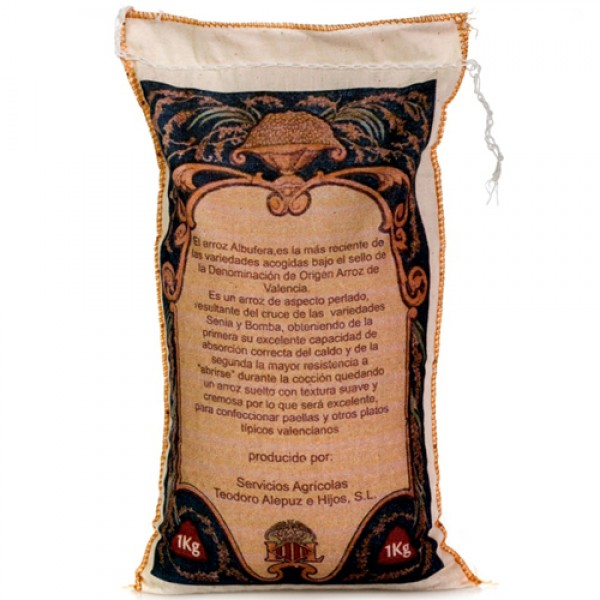 El arroz Albufera,es la más reciente de
las variedades acogidas bajo el sello de
la Denominación de Origen Arroz de
Valencia.
Es un arroz de aspecto perlado,
resultante del cruce de las variedades
Senia y Bomba, obteniendo de la
primera su excelente capacidad de
absorción correcta del caldo y de la
segunda la mayor resistencia a
"abrirse" durante la cocción quedando
un arroz suelto con textura suave y
cremosa por lo que será excelente,
para confeccionar paellas y otros platos
típicos valencianos
producido por:
Servicios Agrícolas
Teodoro Alepuz e Hijos, S.L.
1Kg
1Kg